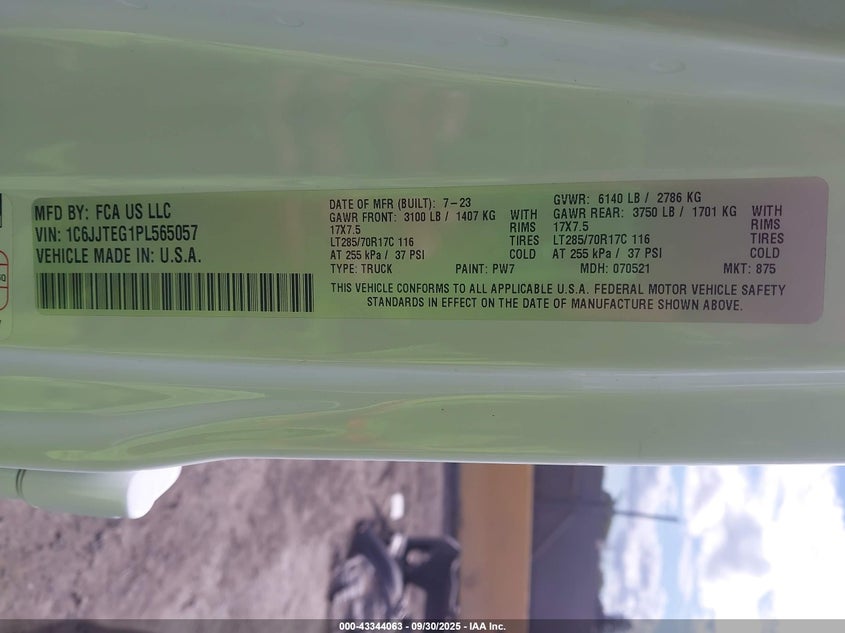 MFD BY: FCA US LLC
VIN: 1C6JJTEG1PL565057
VEHICLE MADE IN: U.S.A.
DATE OF MFR (BUILT): 7-23
GAWR FRONT: 3100 LB / 1407 KG WITH
17X7.5 RIMS
LT285/70R17C 116 TIRES
AT 255 kPa / 37 PSI COLD
TYPE: TRUCK PAINT: PW7
GVWR: 6140 LB / 2786 KG
GAWR REAR: 3750 LB / 1701 KG WITH
17X7.5 RIMS
LT285/70R17C 116 TIRES
AT 255 kPa / 37 PSI COLD
MDH: 070521 MKT: 875
THIS VEHICLE CONFORMS TO ALL APPLICABLE U.S.A. FEDERAL MOTOR VEHICLE SAFETY
STANDARDS IN EFFECT ON THE DATE OF MANUFACTURE SHOWN ABOVE.
000-43344063 - 09/30/2025 - IAA Inc.